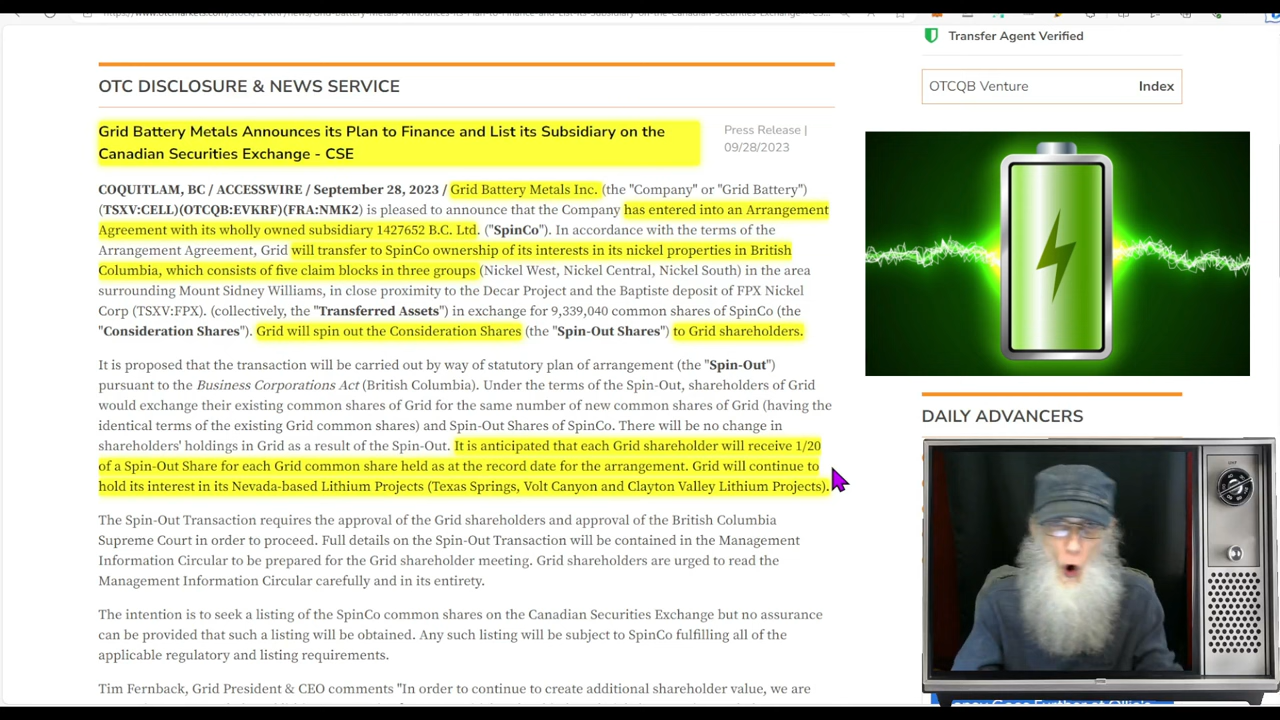 OTC DISCLOSURE & NEWS SERVICE
Grid Battery Metals Announces its Plan to Finance and List its Subsidiary on the
Canadian Securities Exchange - CSE
Press Release |
09/28/2023
COQUITLAM, BC / ACCESSWIRE / September 28, 2023 / Grid Battery Metals Inc. (the "Company" or "Grid Battery")
(TSXV:CELL)(OTCQB:EVKRF)(FRA:NMK2) is pleased to announce that the Company has entered into an Arrangement
Agreement with its wholly owned subsidiary 1427652 B.C. Ltd. ("SpinCo"). In accordance with the terms of the
Arrangement Agreement, Grid will transfer to SpinCo ownership of its interests in its nickel properties in British
Columbia, which consists of five claim blocks in three groups (Nickel West, Nickel Central, Nickel South) in the area
surrounding Mount Sidney Williams, in close proximity to the Decar Project and the Baptiste deposit of FPX Nickel
Corp (TSXV:FPX). (collectively, the "Transferred Assets") in exchange for 9,339,040 common shares of SpinCo (the
"Consideration Shares"). Grid will spin out the Consideration Shares (the "Spin-Out Shares") to Grid shareholders.
It is proposed that the transaction will be carried out by way of statutory plan of arrangement (the "Spin-Out")
pursuant to the Business Corporations Act (British Columbia). Under the terms of the Spin-Out, shareholders of Grid
would exchange their existing common shares of Grid for the same number of new common shares of Grid (having the
identical terms of the existing Grid common shares) and Spin-Out Shares of SpinCo. There will be no change in
shareholders' holdings in Grid as a result of the Spin-Out. It is anticipated that each Grid shareholder will receive 1/20
of a Spin-Out Share for each Grid common share held as at the record date for the arrangement. Grid will continue to
hold its interest in its Nevada-based Lithium Projects (Texas Springs, Volt Canyon and Clayton Valley Lithium Projects).
The Spin-Out Transaction requires the approval of the Grid shareholders and approval of the British Columbia
Supreme Court in order to proceed. Full details on the Spin-Out Transaction will be contained in the Management
Information Circular to be prepared for the Grid shareholder meeting. Grid shareholders are urged to read the
Management Information Circular carefully and in its entirety.
The intention is to seek a listing of the SpinCo common shares on the Canadian Securities Exchange but no assurance
can be provided that such a listing will be obtained. Any such listing will be subject to SpinCo fulfilling all of the
applicable regulatory and listing requirements.
Tim Fernback, Grid President & CEO comments "In order to continue to create additional shareholder value, we are
Transfer Agent Verified
OTCQB Venture Index
DAILY ADVANCERS